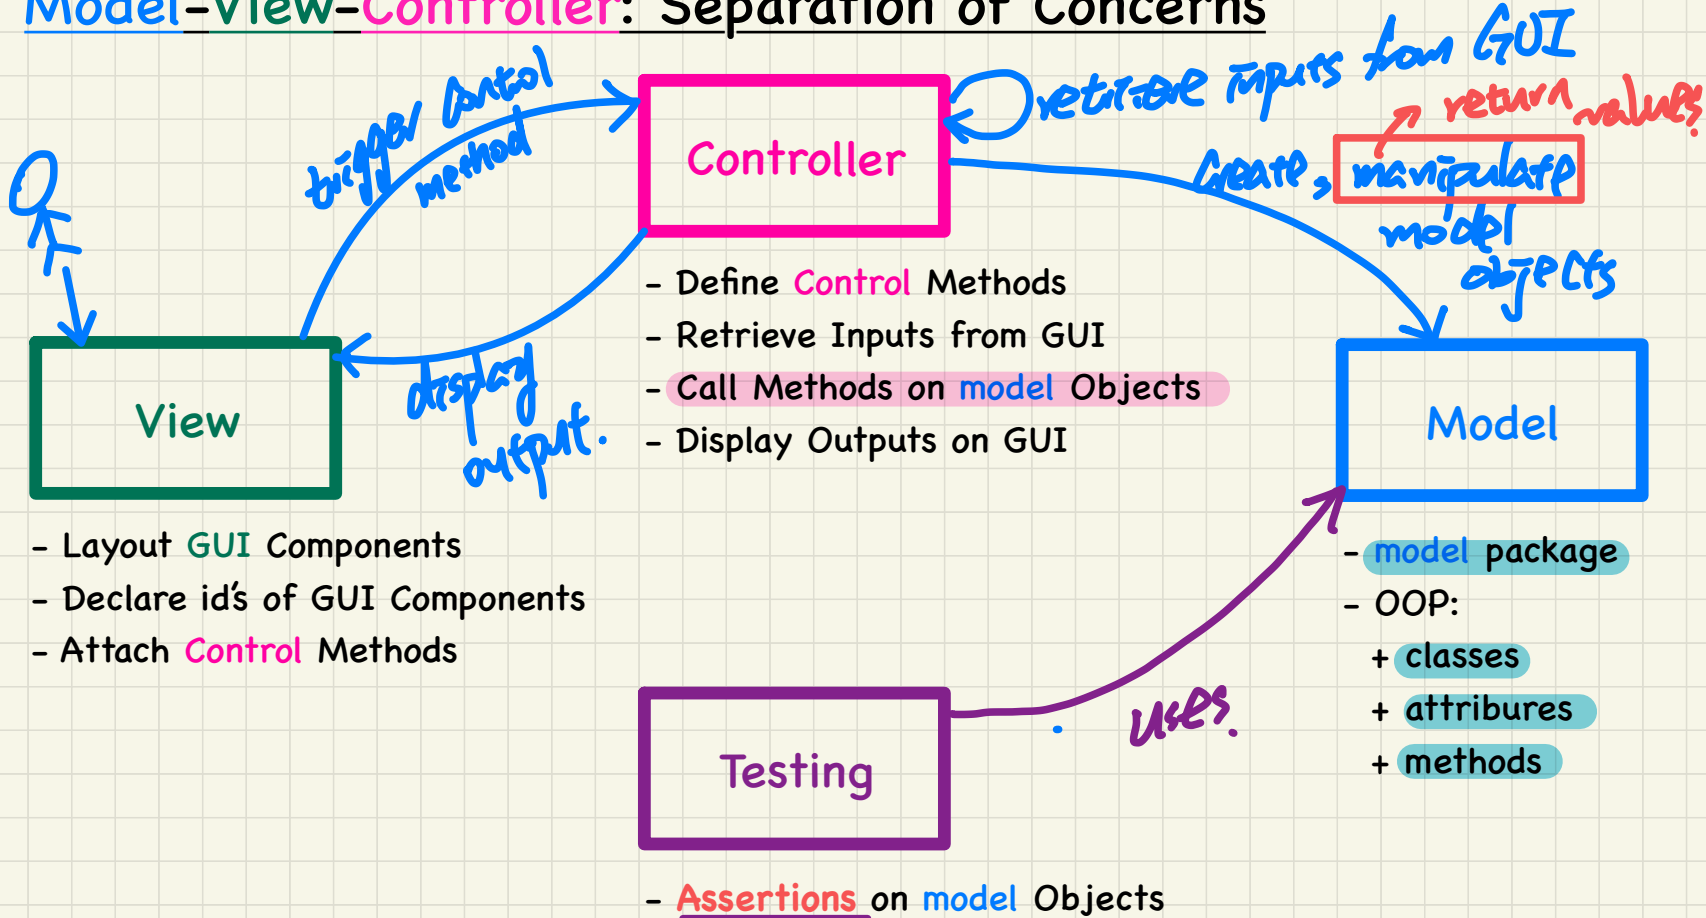 Model-View-Controller: Separation of Concerns
trigger control
method
retrieve inputs from GUI
return values.
Controller
create, manipulate
model
objects
- Define Control Methods
- Retrieve Inputs from GUI
- Call Methods on model Objects
- Display Outputs on GUI
display
output.
View
Model
- Layout GUI Components
- Declare id's of GUI Components
- Attach Control Methods
- model package
- OOP:
+ classes
+ attribures
+ methods
uses.
Testing
- Assertions on model Objects